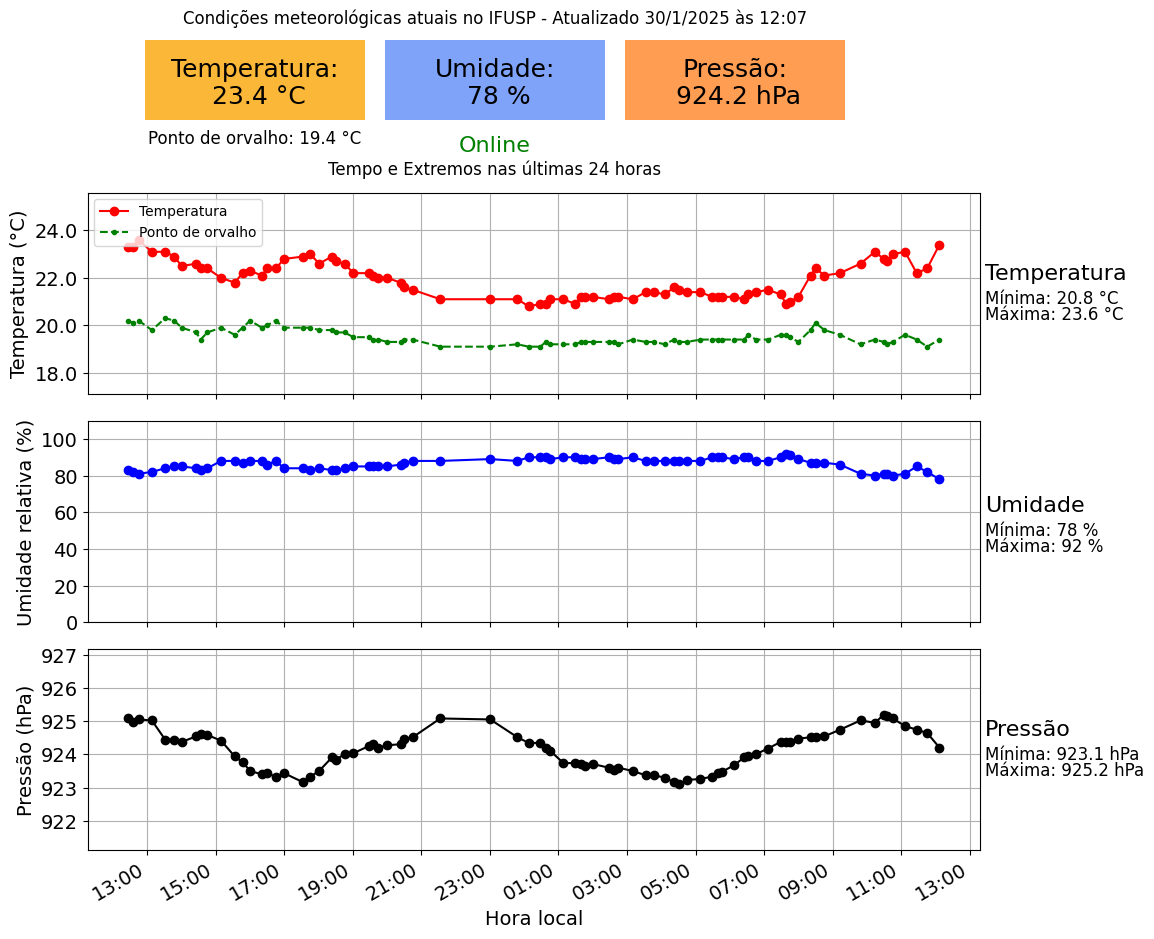 Condições meteorológicas atuais no IFUSP - Atualizado 30/1/2025 às 12:07
Temperatura:
23.4 °C
Umidade:
78 %
Pressão:
924.2 hPa
Ponto de orvalho: 19.4 °C
Online
Tempo e Extremos nas últimas 24 horas
Temperatura (°C)
24.0
22.0
20.0
18.0
Temperatura
Ponto de orvalho
Temperatura
Mínima: 20.8 °C
Máxima: 23.6 °C
Umidade relativa (%)
100
80
60
40
20
0
Umidade
Mínima: 78 %
Máxima: 92 %
Pressão (hPa)
927
926
925
924
923
922
Pressão
Mínima: 923.1 hPa
Máxima: 925.2 hPa
13:00 15:00 17:00 19:00 21:00 23:00 01:00 03:00 05:00 07:00 09:00 11:00 13:00
Hora local